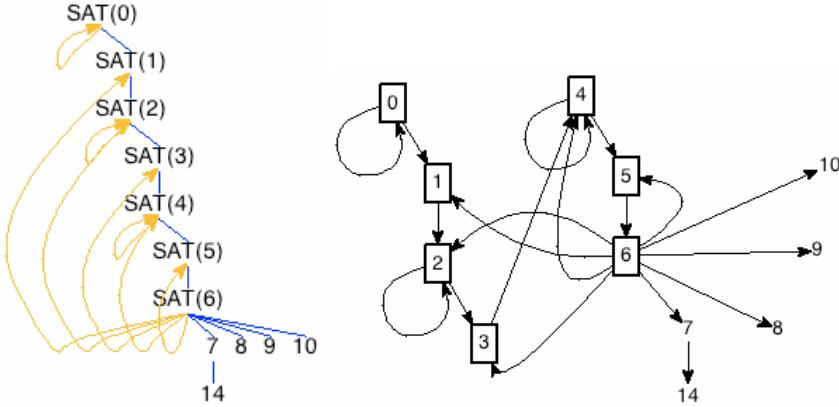 SAT(0)
SAT(1)
SAT(2)
SAT(3)
SAT(4)
SAT(5)
SAT(6)
7 8 9 10
14
0
4
1
5
10
2
6
9
3
7
8
14